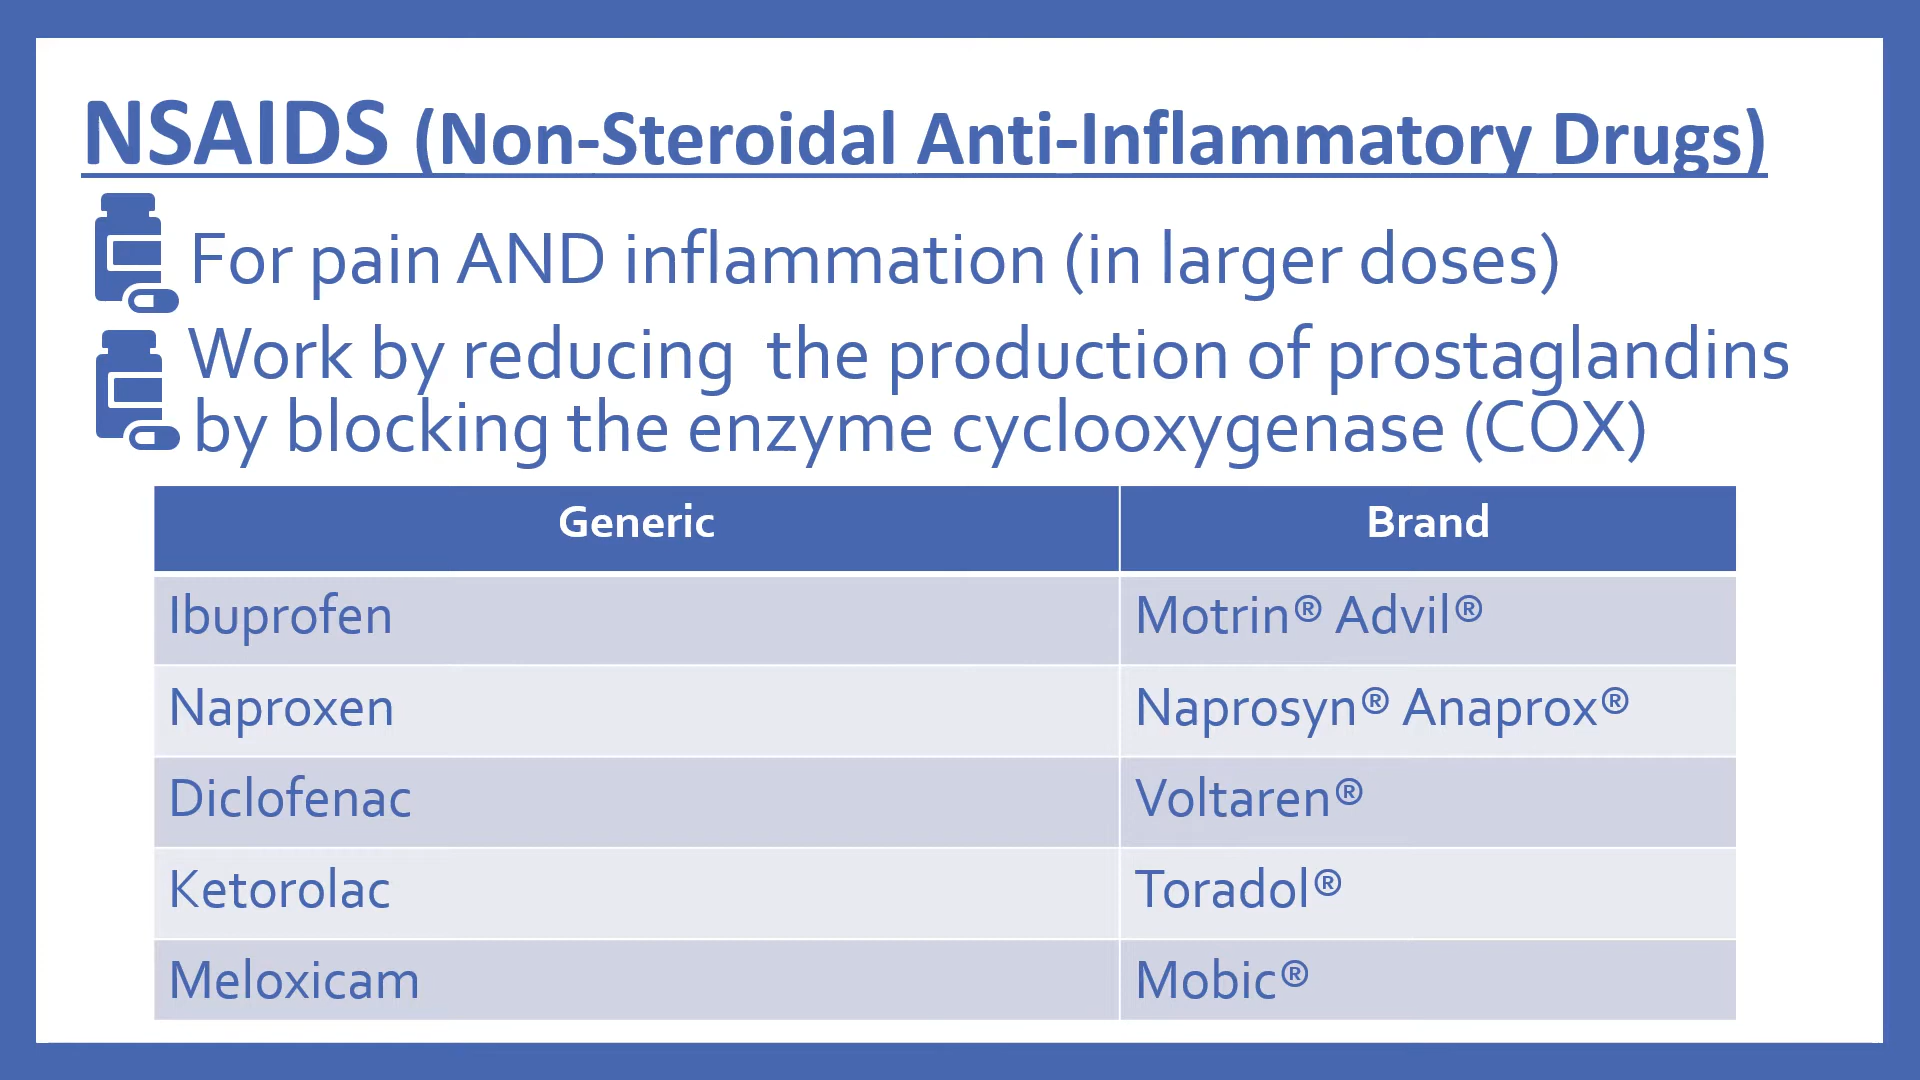 NSAIDS (Non-Steroidal Anti-Inflammatory Drugs)
For pain AND inflammation (in larger doses)
Work by reducing  the production of prostaglandins
by blocking the enzyme cyclooxygenase (COX)
Generic Brand
Ibuprofen Motrin® Advil®
Naproxen Naprosyn® Anaprox®
Diclofenac Voltaren®
Ketorolac Toradol®
Meloxicam Mobic®